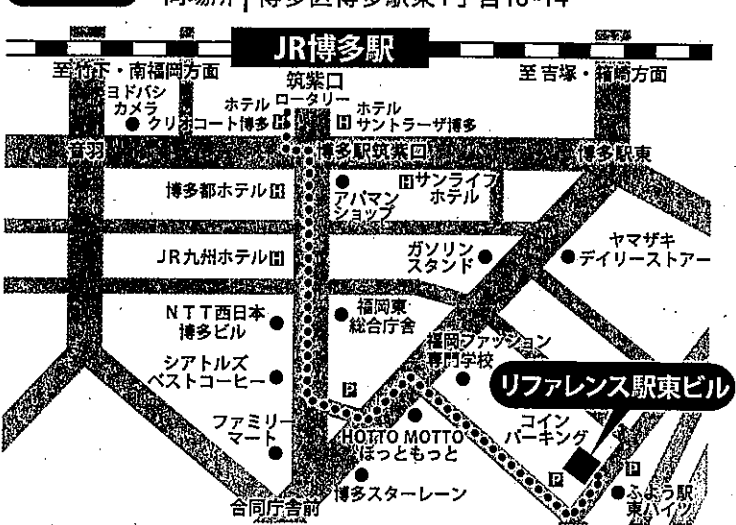 同場所 博多区博多駅東1丁目16-14
JR博多駅
至 竹下・南福岡方面
筑紫口
ロータリー
至 吉塚・箱崎方面
ヨドバシ
カメラ
ホテル
クリオコート博多 H
H ホテル
サントラーザ博多
音羽
博多駅筑紫口
博多駅東
博多都ホテル H
アパマン
ショップ
H サンライフ
ホテル
JR九州ホテル H
ガソリン
スタンド
ヤマザキ
デイリーストアー
NTT西日本
博多ビル
福岡東
総合庁舎
福岡ファッション
専門学校
シアトルズ
ベストコーヒー
P
リファレンス駅東ビル
ファミリー
マート
HOTTO MOTTO
ほっともっと
コイン
パーキング
P
P
博多スターレーン
合同庁舎前
ふよう駅
東ハイツ